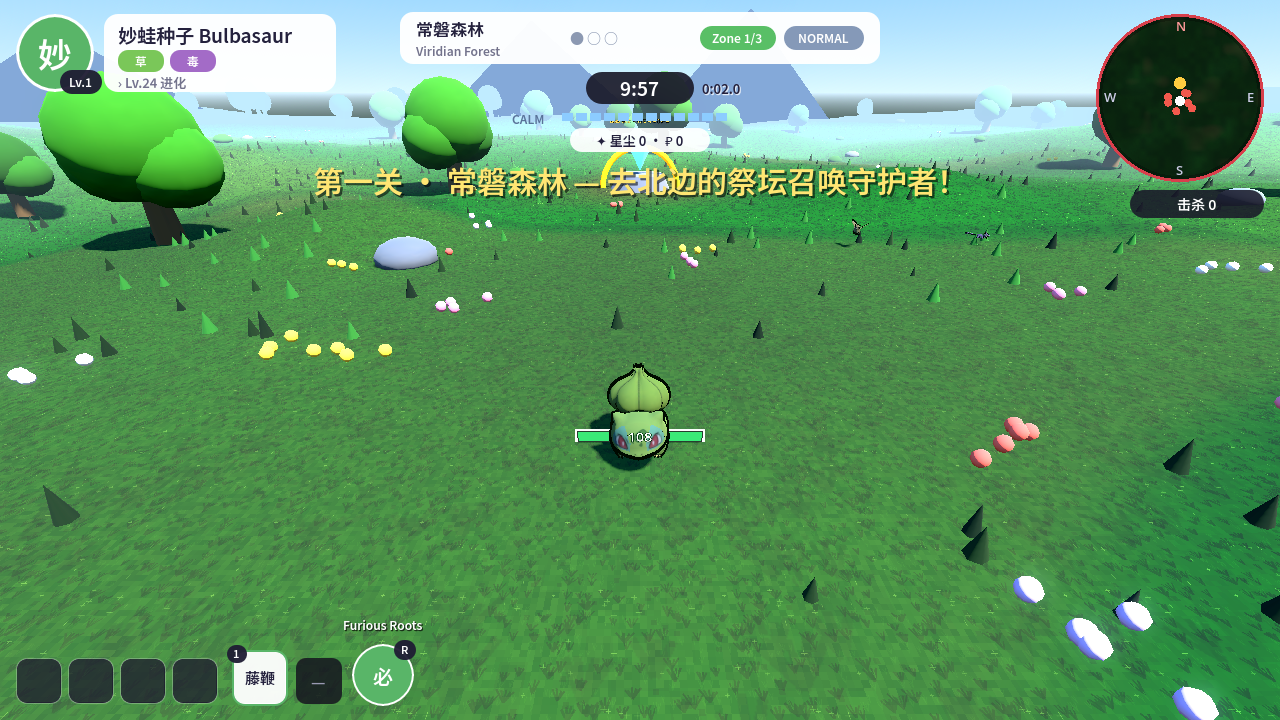 妙
Lv.1
妙蛙种子 Bulbasaur
草 毒
› Lv.24 进化
常磐森林
Viridian Forest
Zone 1/3
NORMAL
9:57
0:02.0
CALM
✦ 星尘 0 · ₽ 0
第一关 · 常磐森林 — 去北边的祭坛召唤守护者！
N
W
E
S
击杀 0
108
Furious Roots
1
藤鞭
—
必
R